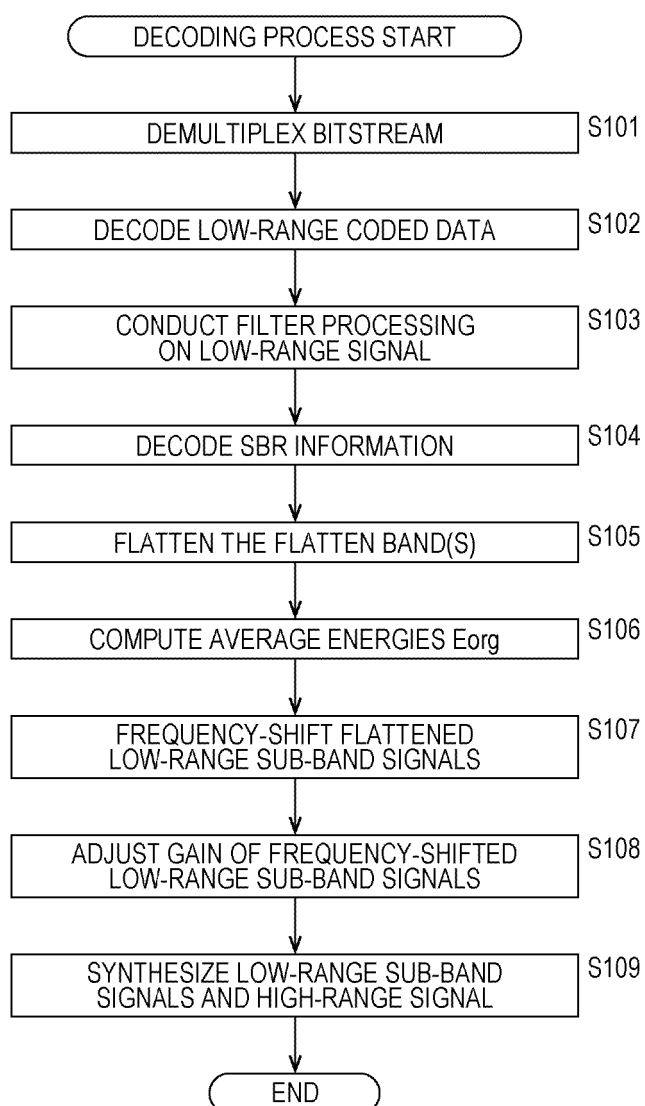 DECODING PROCESS START
DEMULTIPLEX BITSTREAM
S101
DECODE LOW-RANGE CODED DATA
S102
CONDUCT FILTER PROCESSING
ON LOW-RANGE SIGNAL
S103
DECODE SBR INFORMATION
S104
FLATTEN THE FLATTEN BAND(S)
S105
COMPUTE AVERAGE ENERGIES Eorg
S106
FREQUENCY-SHIFT FLATTENED
LOW-RANGE SUB-BAND SIGNALS
S107
ADJUST GAIN OF FREQUENCY-SHIFTED
LOW-RANGE SUB-BAND SIGNALS
S108
SYNTHESIZE LOW-RANGE SUB-BAND
SIGNALS AND HIGH-RANGE SIGNAL
S109
END